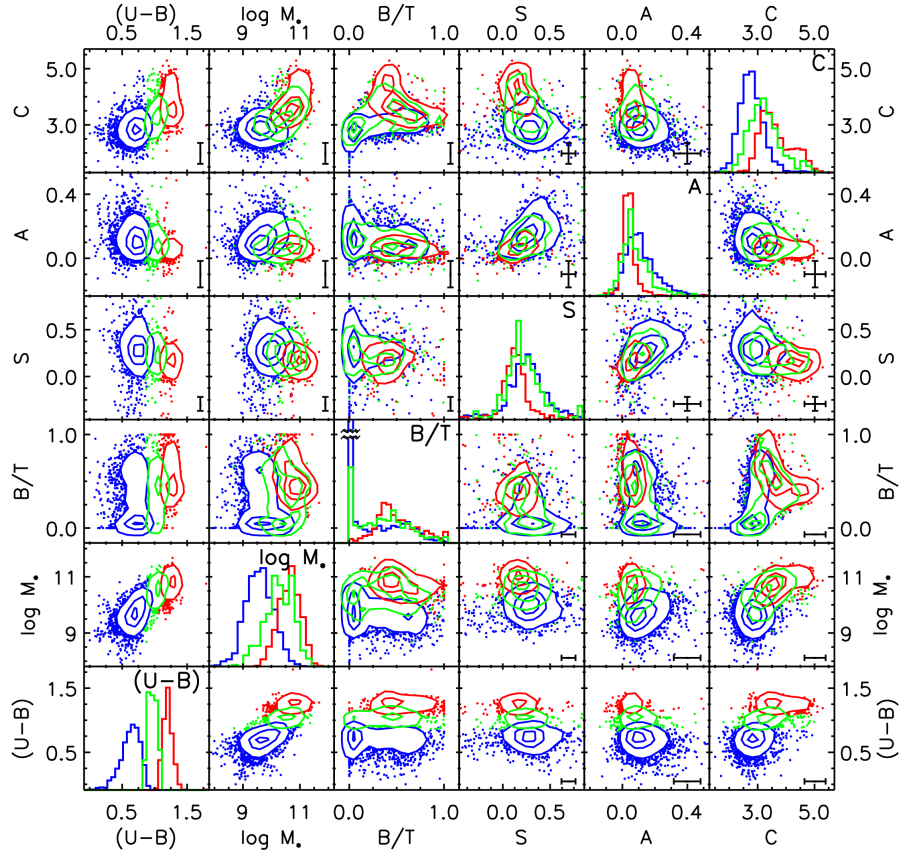 (U−B) log M* B/T S A C
0.5 1.5 9 11 0.0 1.0 0.0 0.5 0.0 0.4 3.0 5.0
C 5.0 3.0 C 5.0 3.0 C
A 0.4 0.0 A 0.4 0.0 A
S 0.5 0.0 S 0.5 0.0 S
B/T 1.0 0.0 B/T 1.0 0.0 B/T
log M* 11 9 log M* 11 9 log M*
(U−B) 1.5 0.5 (U−B) 1.5 0.5 (U−B)
0.5 1.5 9 11 0.0 1.0 0.0 0.5 0.0 0.4 3.0 5.0
(U−B) log M* B/T S A C